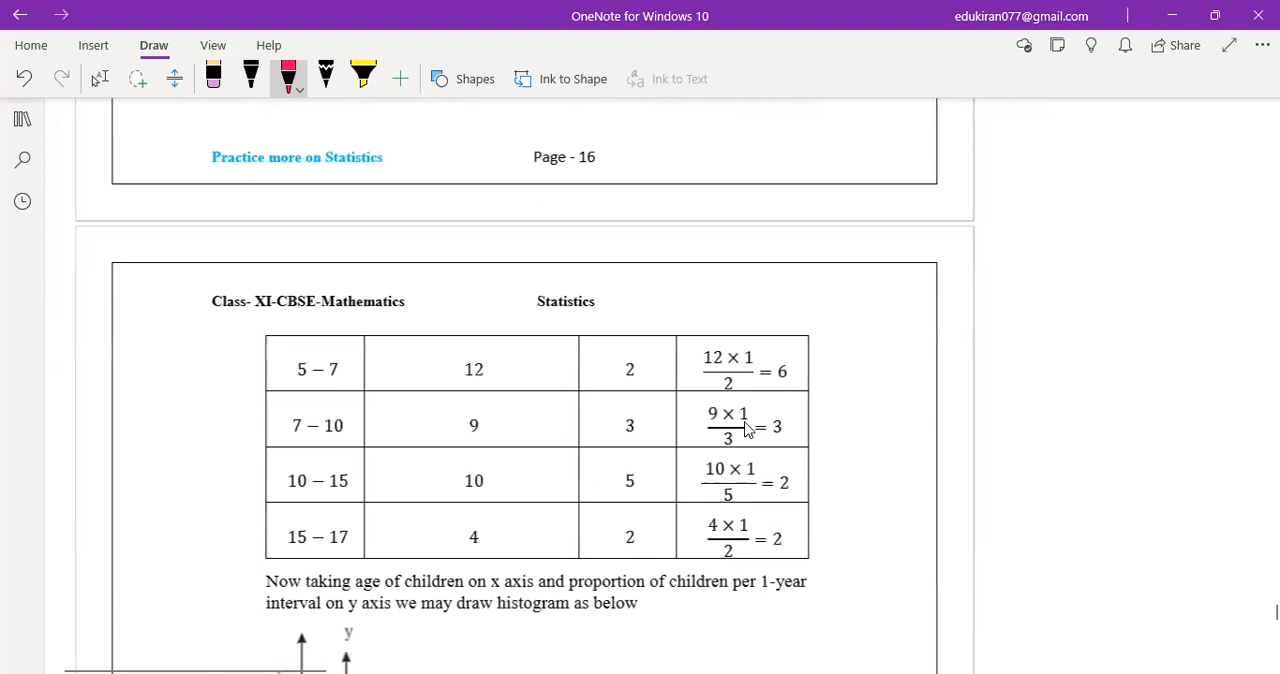 OneNote for Windows 10
edukiran077@gmail.com
Home Insert Draw View Help
Share
Shapes Ink to Shape Ink to Text
Practice more on Statistics Page - 16
Class- XI-CBSE-Mathematics Statistics
5 − 7 12 2 12 × 1 / 2 = 6
7 − 10 9 3 9 × 1 / 3 = 3
10 − 15 10 5 10 × 1 / 5 = 2
15 − 17 4 2 4 × 1 / 2 = 2
Now taking age of children on x axis and proportion of children per 1-year
interval on y axis we may draw histogram as below
y